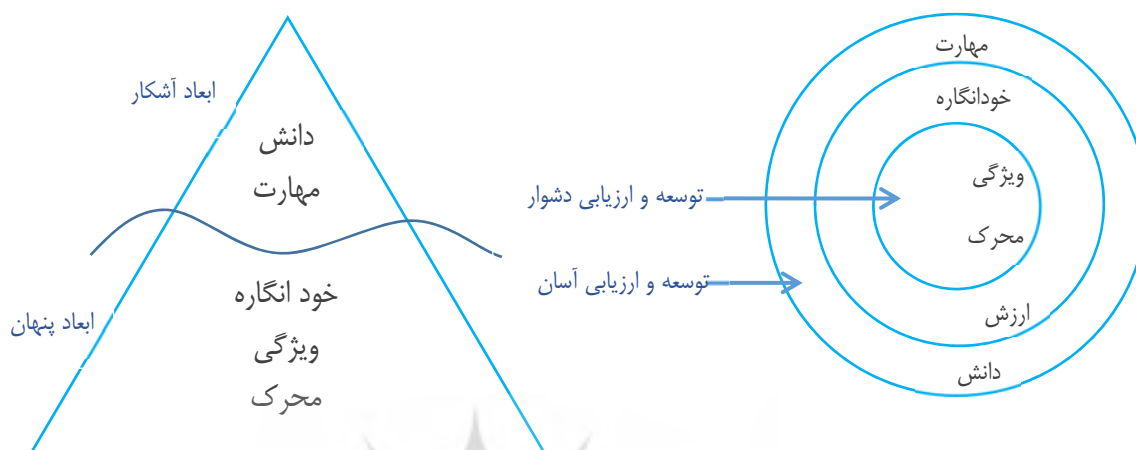 ابعاد آشکار
دانش
مهارت
خود انگاره
ابعاد پنهان
ویژگی
محرک
مهارت
خودانگاره
ویژگی
توسعه و ارزیابی دشوار
محرک
توسعه و ارزیابی آسان
ارزش
دانش